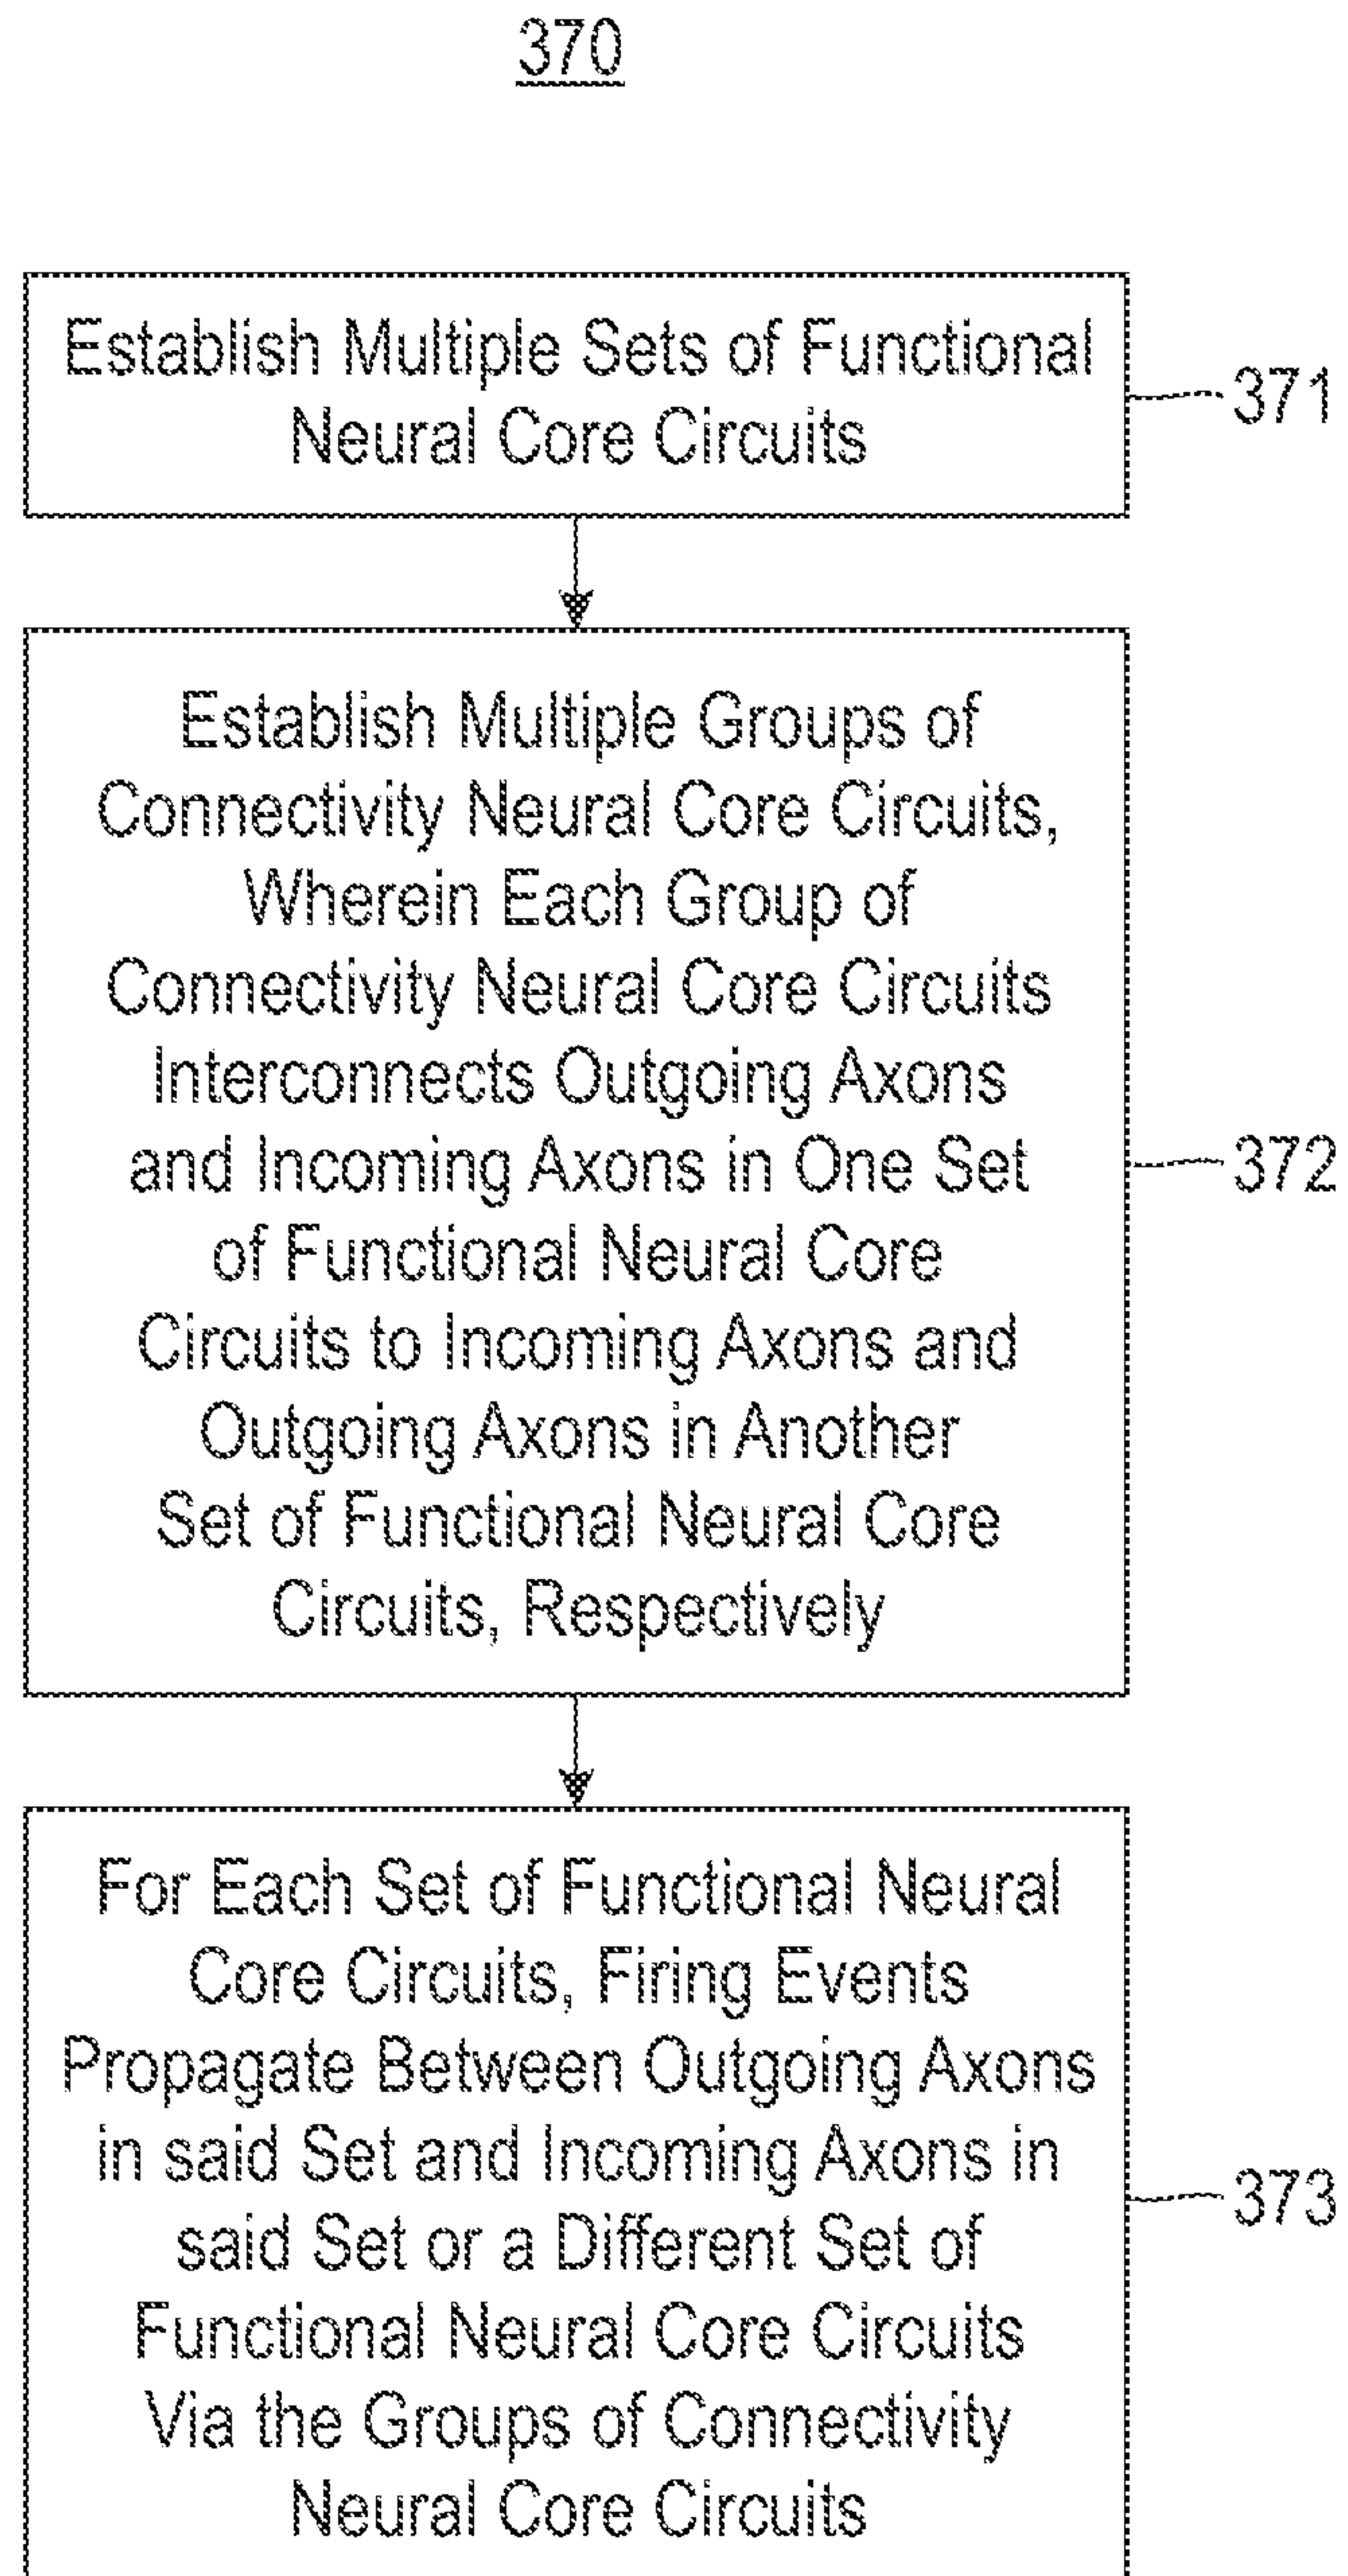 370
Establish Multiple Sets of Functional
Neural Core Circuits
371
Establish Multiple Groups of
Connectivity Neural Core Circuits,
Wherein Each Group of
Connectivity Neural Core Circuits
Interconnects Outgoing Axons
and Incoming Axons in One Set
of Functional Neural Core
Circuits to Incoming Axons and
Outgoing Axons in Another
Set of Functional Neural Core
Circuits, Respectively
372
For Each Set of Functional Neural
Core Circuits, Firing Events
Propagate Between Outgoing Axons
in said Set and Incoming Axons in
said Set or a Different Set of
Functional Neural Core Circuits
Via the Groups of Connectivity
Neural Core Circuits
373